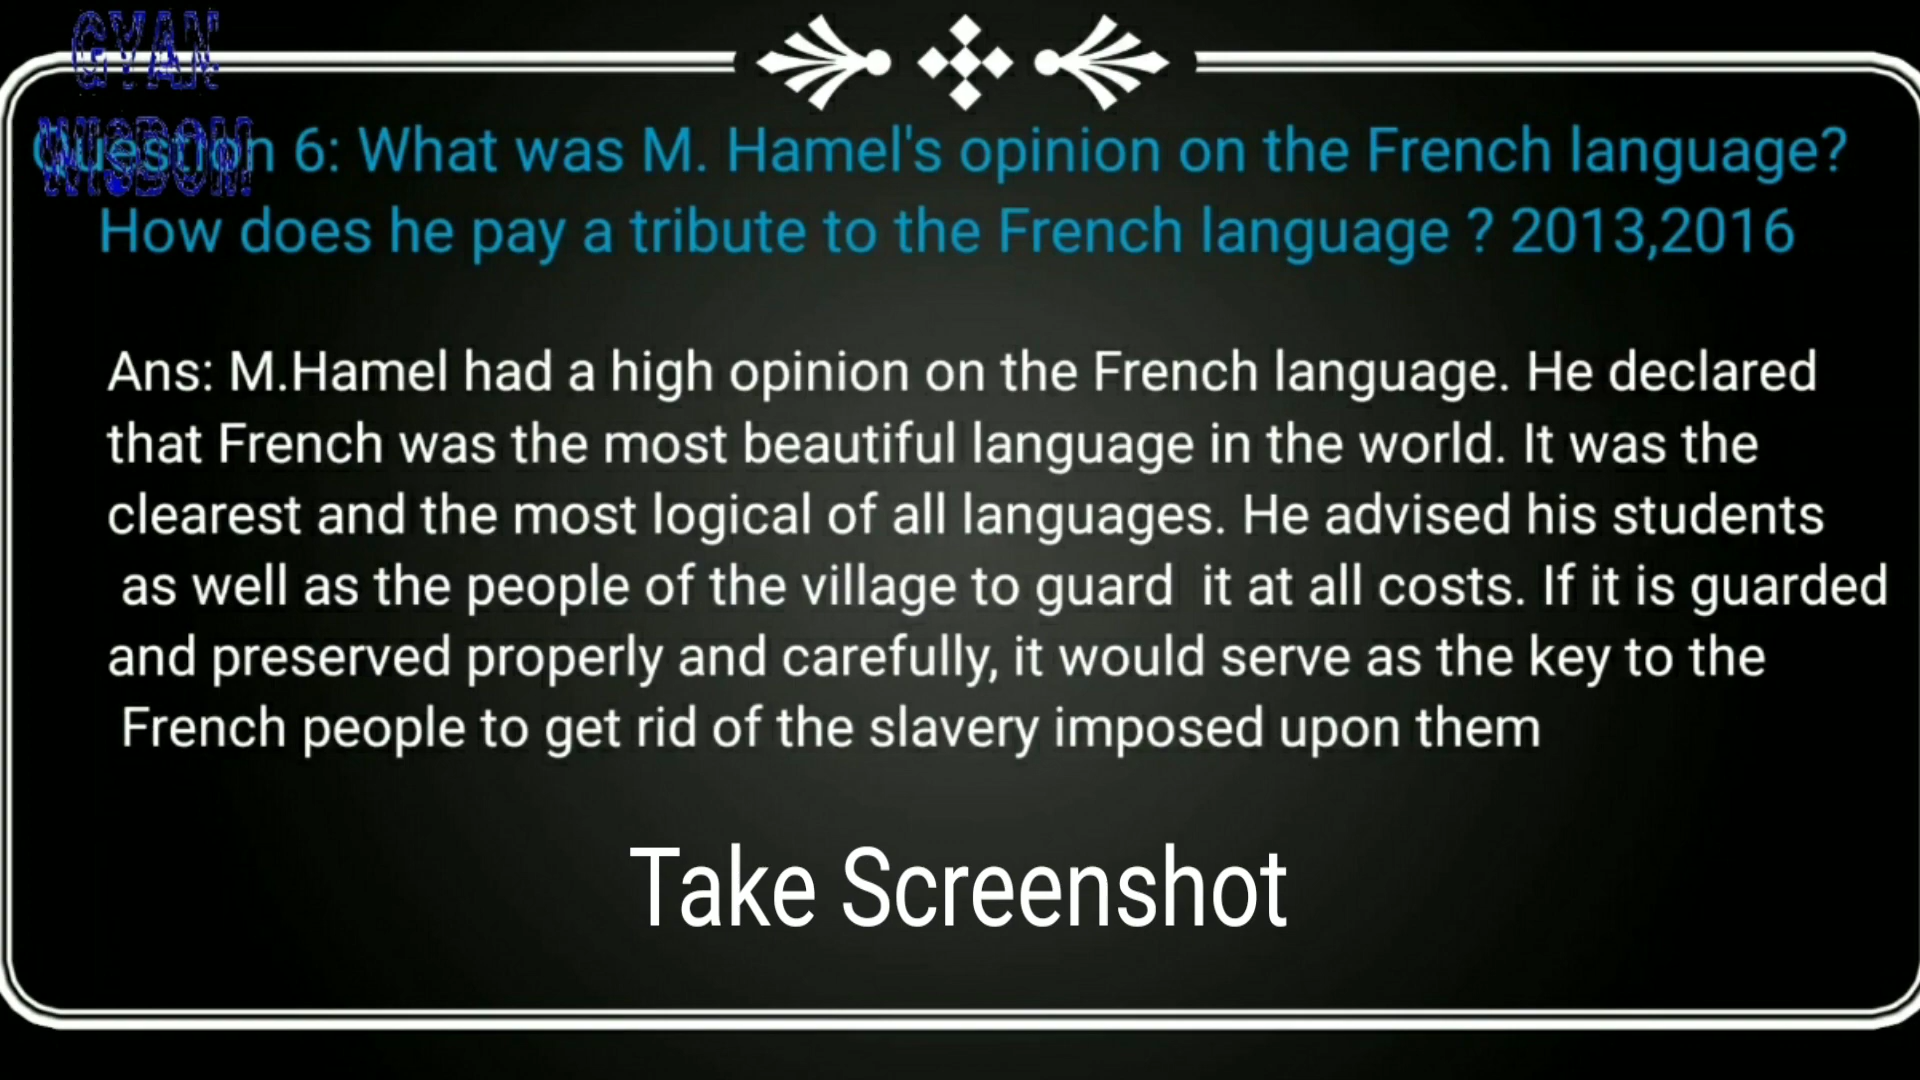 GYAN
WISDOM
Question 6: What was M. Hamel's opinion on the French language?
How does he pay a tribute to the French language ? 2013,2016
Ans: M.Hamel had a high opinion on the French language. He declared
that French was the most beautiful language in the world. It was the
clearest and the most logical of all languages. He advised his students
as well as the people of the village to guard it at all costs. If it is guarded
and preserved properly and carefully, it would serve as the key to the
French people to get rid of the slavery imposed upon them
Take Screenshot